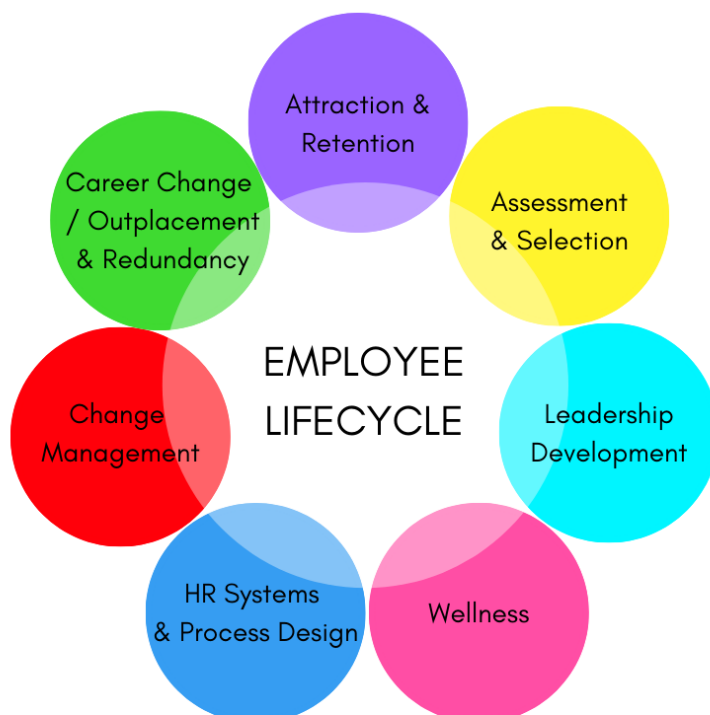 Attraction &
Retention
Assessment
& Selection
Leadership
Development
Wellness
HR Systems
& Process Design
Change
Management
Career Change
/ Outplacement
& Redundancy
EMPLOYEE
LIFECYCLE